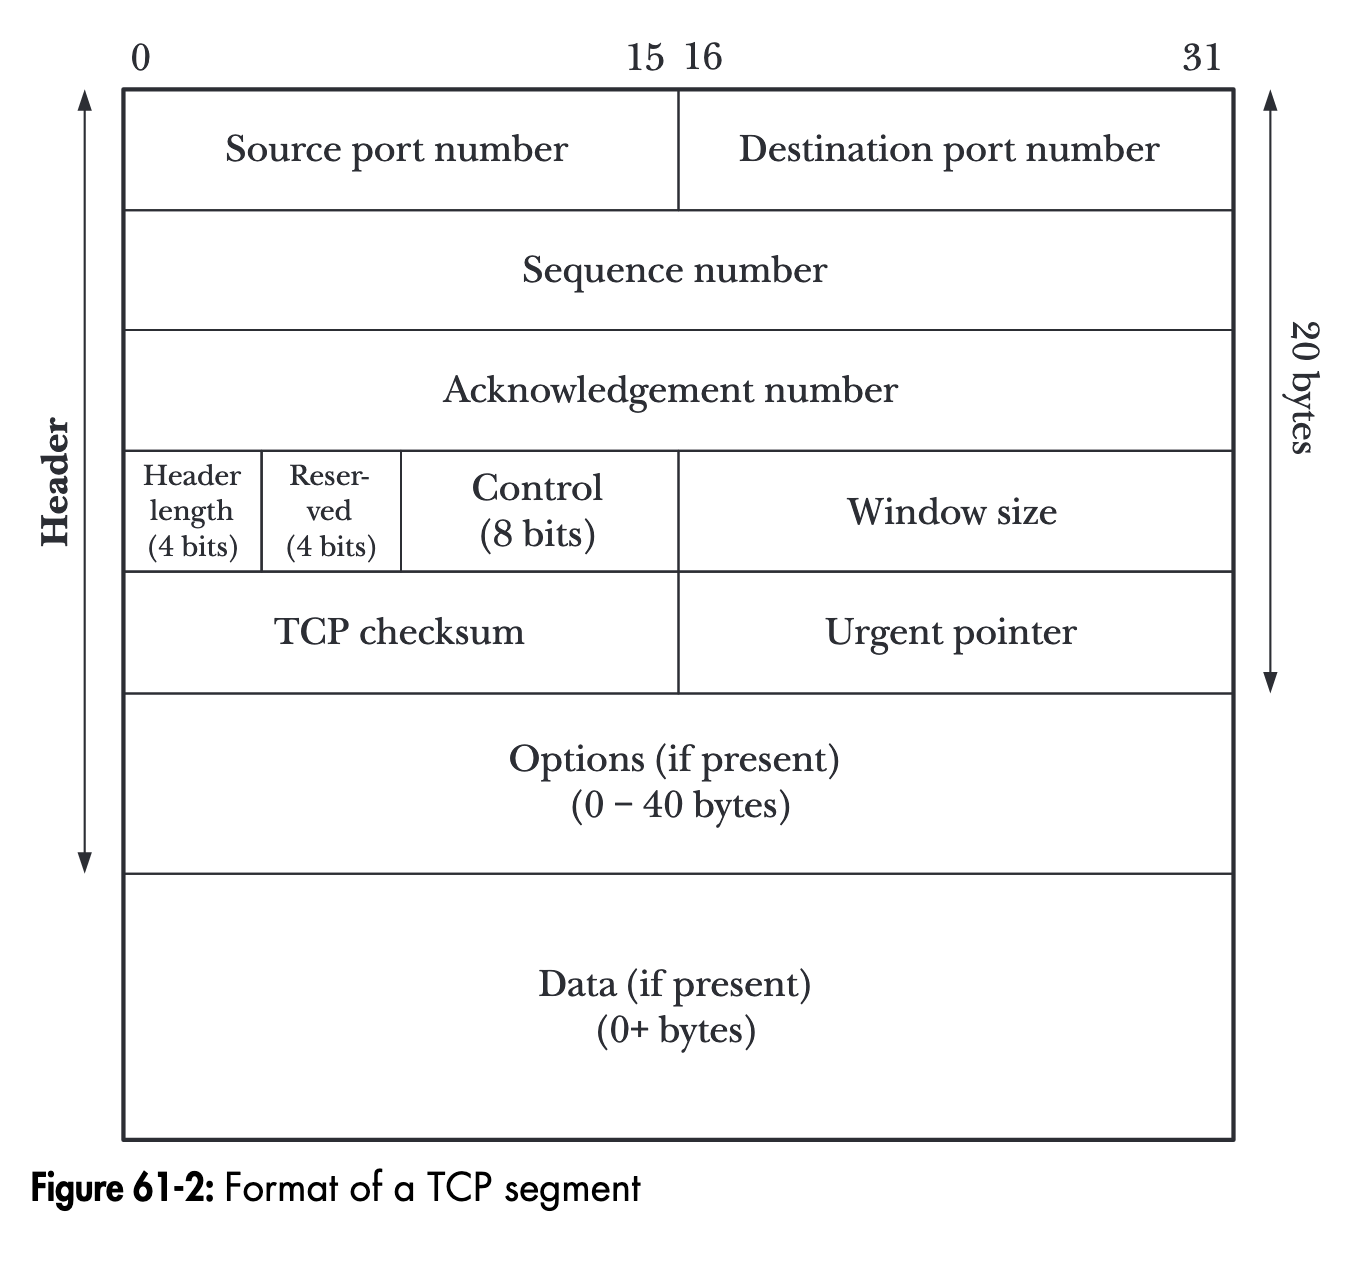 0 15 16 31
Source port number Destination port number
Sequence number
Acknowledgement number
Header
length
(4 bits)
Reser-
ved
(4 bits)
Control
(8 bits)
Window size
TCP checksum Urgent pointer
Options (if present)
(0 – 40 bytes)
Data (if present)
(0+ bytes)
Header
20 bytes
Figure 61-2: Format of a TCP segment